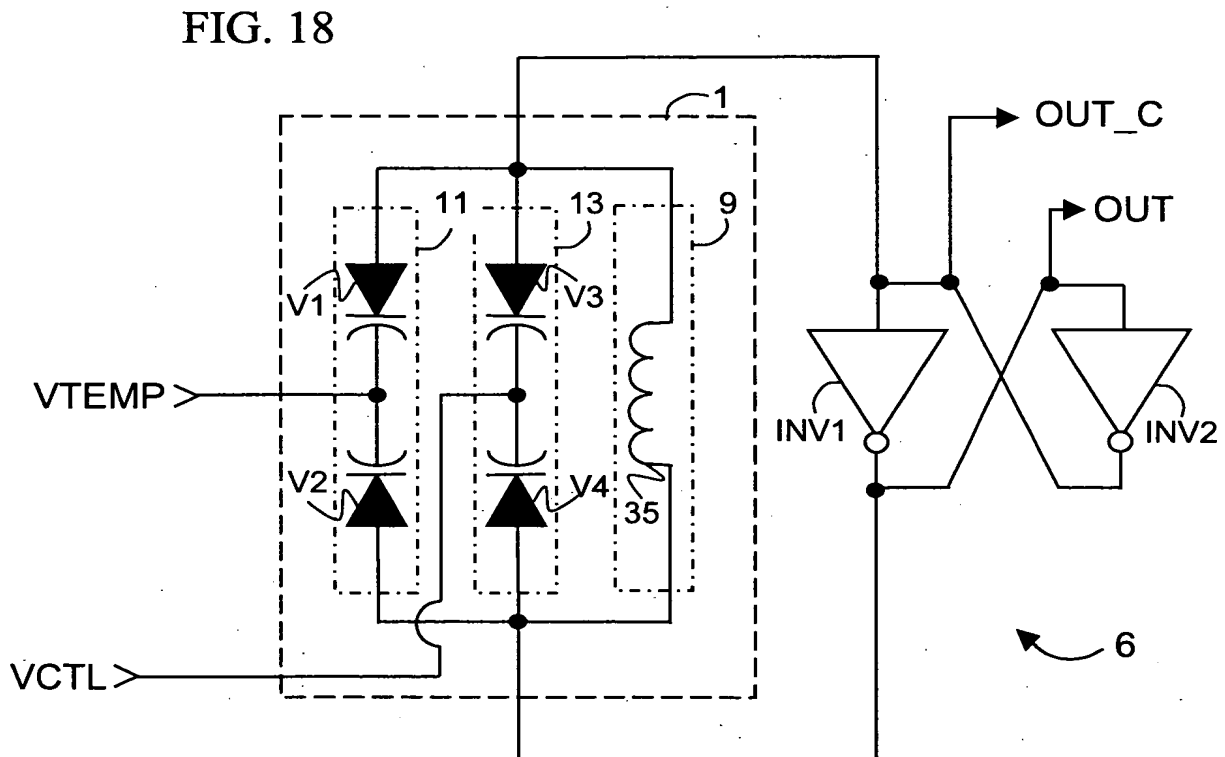 FIG. 18
1
OUT_C
11
13
9
OUT
V1
V3
VTEMP
INV1
INV2
V2
V4
35
6
VCTL